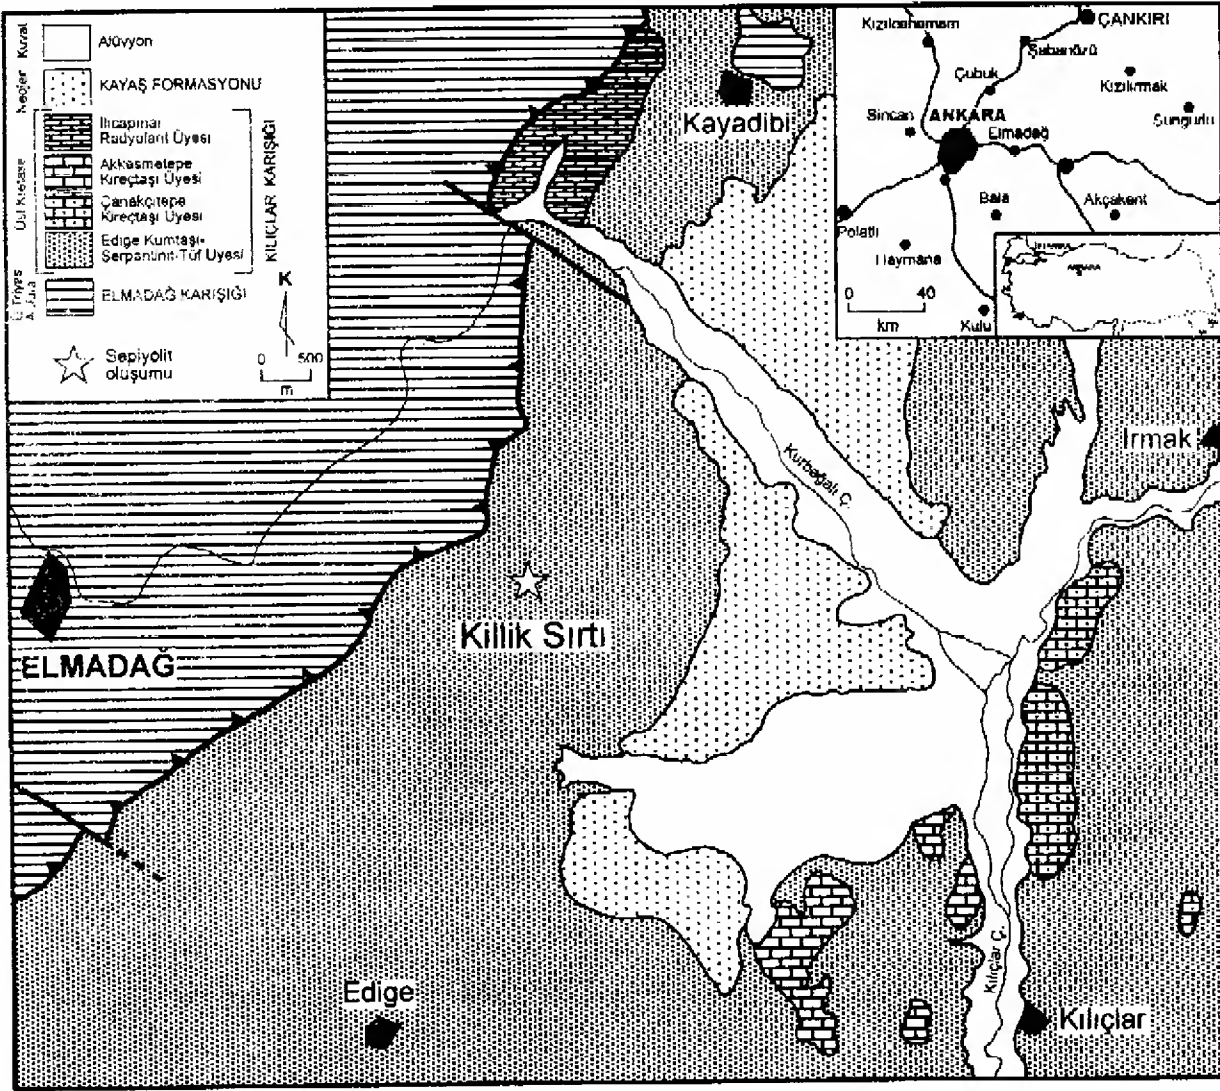 Kuvat
Alüvyon
Neojen
KAYAŞ FORMASYONU
Üst Kretase
Ilıcapınar
Radyolarit Üyesi
Akkaşmetepe
Kireçtaşı Üyesi
Çanakçıtepe
Kireçtaşı Üyesi
Edige Kumtaşı-
Serpantinit-Tüf Üyesi
KILIÇLAR KARIŞIĞI
ELMADAĞ KARIŞIĞI
K
Sepiyolit
oluşumu
0 500
m
Kızılcahamam
ÇANKIRI
Şabanözü
Çubuk
Kızılırmak
Sungurlu
Sincan
ANKARA
Elmadağ
Bala
Akçakent
Polatlı
Haymana
ANKARA
0 40
km
Kulu
Kayadibi
Irmak
Kurbağalı Ç.
Killik Sırtı
ELMADAĞ
Edige
Kılıçlar Ç.
Kılıçlar